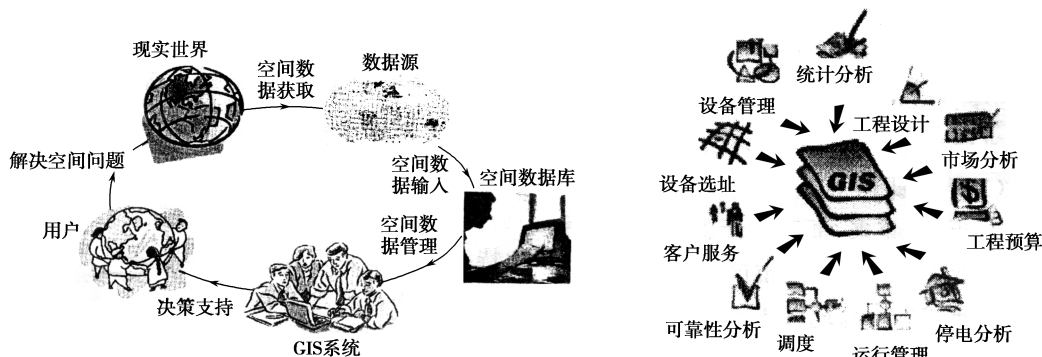 现实世界
空间数
据获取
数据源
空间数
据输入
空间数据库
空间数
据管理
GIS系统
决策支持
用户
解决空间问题
统计分析
设备管理
工程设计
市场分析
设备选址
GIS
客户服务
工程预算
可靠性分析
调度
运行管理
停电分析